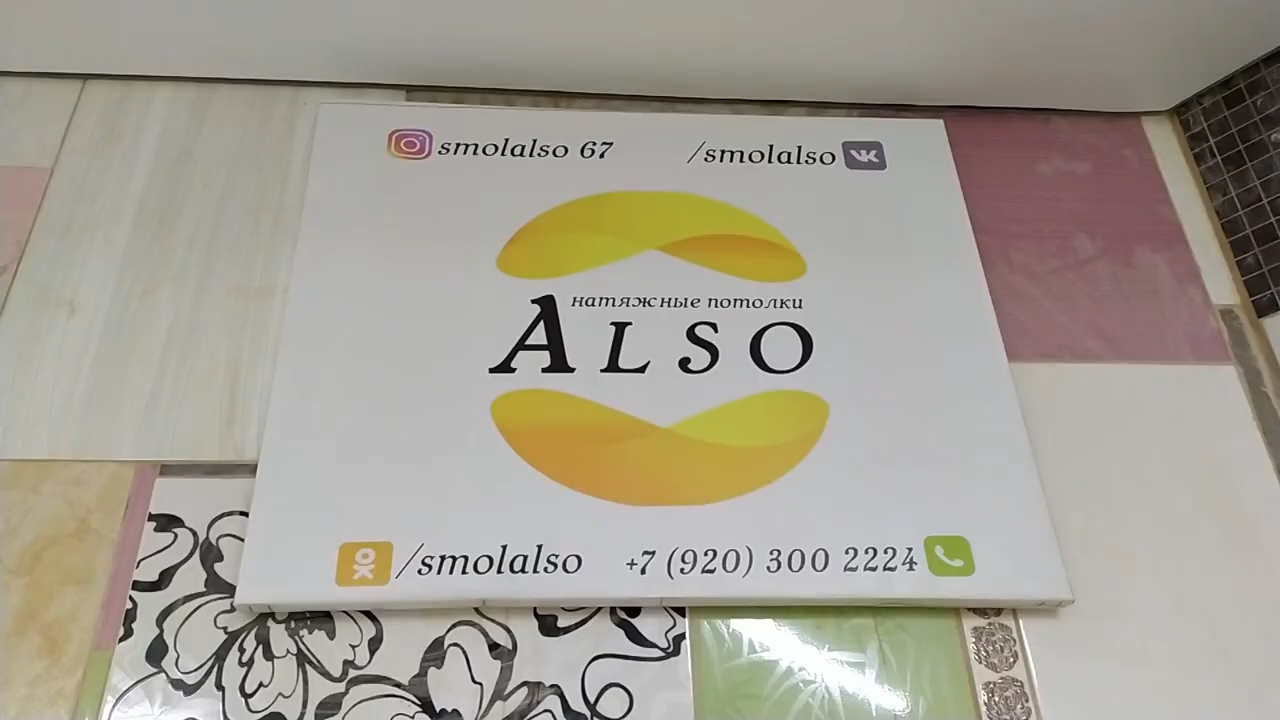 smolalso 67
/smolalso
натяжные потолки
ALSO
/smolalso
+7 (920) 300 2224